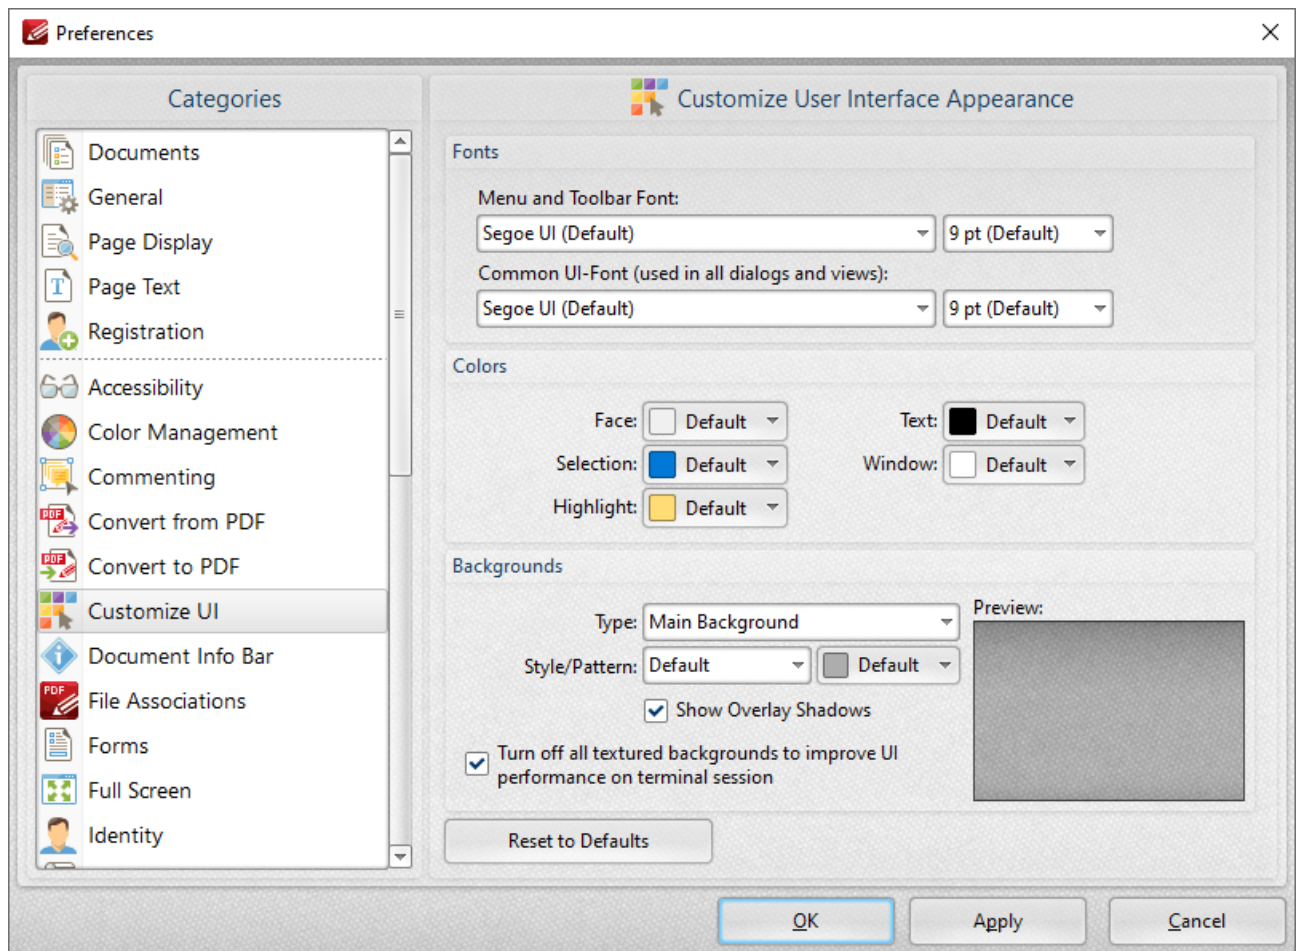 Preferences
Categories
Documents
General
Page Display
Page Text
Registration
Accessibility
Color Management
Commenting
Convert from PDF
Convert to PDF
Customize UI
Document Info Bar
File Associations
Forms
Full Screen
Identity
Customize User Interface Appearance
Fonts
Menu and Toolbar Font:
Segoe UI (Default) 9 pt (Default)
Common UI-Font (used in all dialogs and views):
Segoe UI (Default) 9 pt (Default)
Colors
Face: Default Text: Default
Selection: Default Window: Default
Highlight: Default
Backgrounds
Type: Main Background Preview:
Style/Pattern: Default Default
Show Overlay Shadows
Turn off all textured backgrounds to improve UI
performance on terminal session
Reset to Defaults
OK Apply Cancel